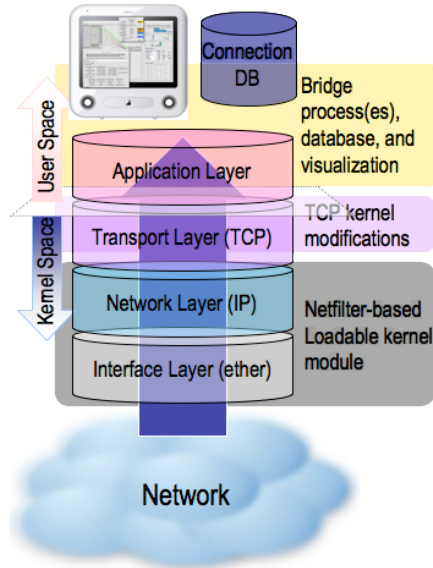 Connection
DB
Bridge
process(es),
database, and
visualization
User Space
Application Layer
TCP kernel
modifications
Transport Layer (TCP)
Kernel Space
Network Layer (IP)
Netfilter-based
Loadable kernel
module
Interface Layer (ether)
Network